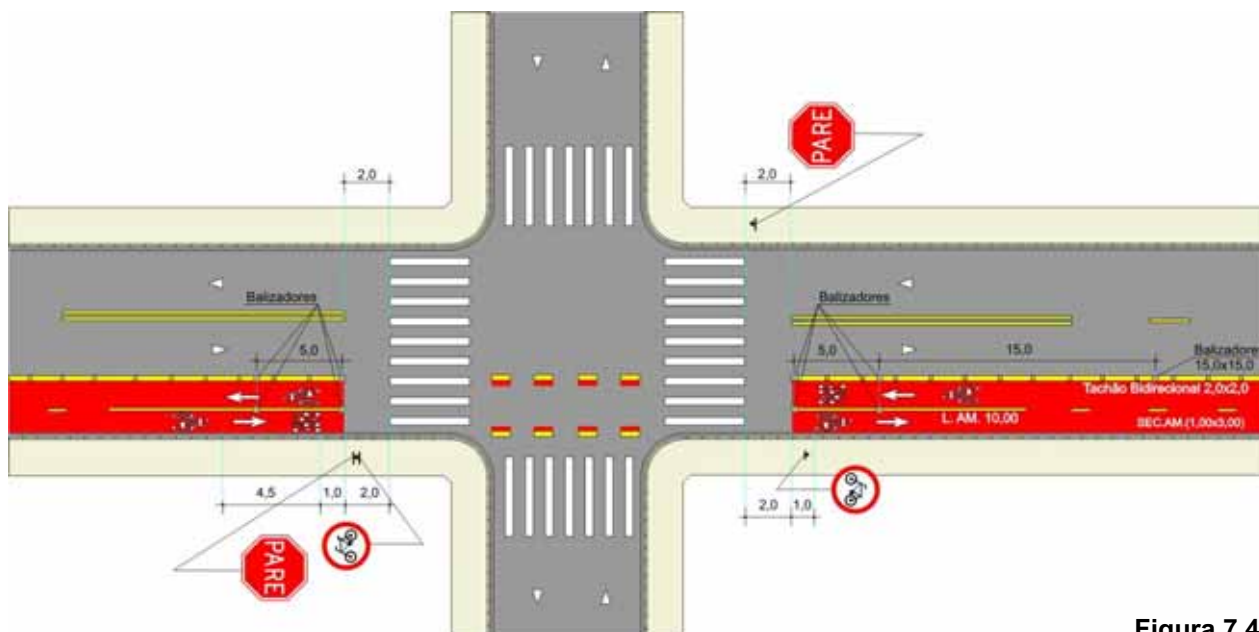 PARE
2,0
2,0
Balizadores
Balizadores
5,0
5,0
15,0
Balizadore
15,0x15,0
Tachão Bidirecional 2,0x2,0
L. AM. 10,00
SEC.AM.(1,00x3,00)
4,5
1,0
2,0
2,0
1,0
PARE
Figura 7.4